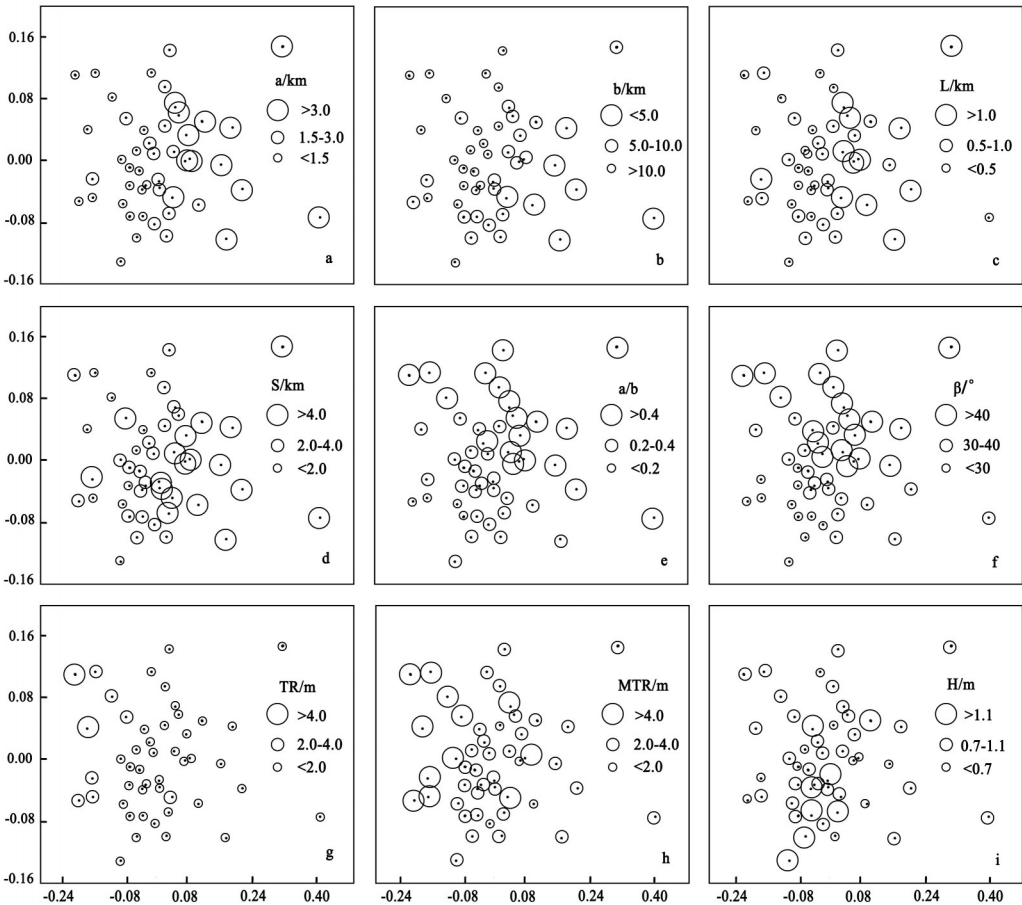 0.16
0.08
0.00
-0.08
-0.16
a/km
>3.0
1.5-3.0
<1.5
a
b/km
<5.0
5.0-10.0
>10.0
b
L/km
>1.0
0.5-1.0
<0.5
c
0.16
0.08
0.00
-0.08
-0.16
S/km
>4.0
2.0-4.0
<2.0
d
a/b
>0.4
0.2-0.4
<0.2
e
β/°
>40
30-40
<30
f
0.16
0.08
0.00
-0.08
-0.16
TR/m
>4.0
2.0-4.0
<2.0
g
MTR/m
>4.0
2.0-4.0
<2.0
h
H/m
>1.1
0.7-1.1
<0.7
i
-0.24 -0.08 0.08 0.24 0.40
-0.24 -0.08 0.08 0.24 0.40
-0.24 -0.08 0.08 0.24 0.40